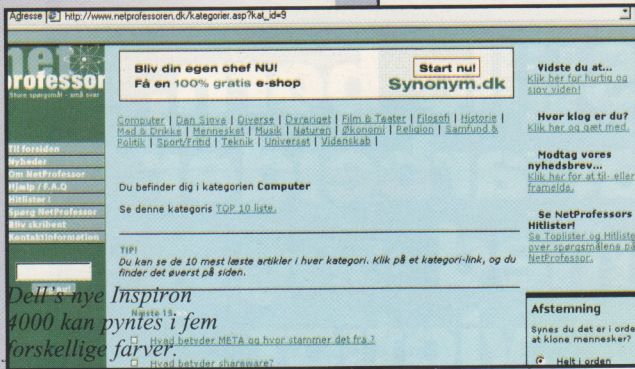 Adresse http://www.netprofessoren.dk/kategorier.asp?kat_id=9
net
professor
Store spørgsmål - små svar
Til forsiden
Nyheder
Om NetProfessor
Hjælp / F.A.Q
Hitlister!
Spørg NetProfessor
Bliv skribent
Kontaktinformation
Bliv din egen chef NU!
Få en 100% gratis e-shop
Start nu!
Synonym.dk
Computer | Dan Sjove | Diverse | Dyreriget | Film & Teater | Filosofi | Historie |
Mad & Drikke | Mennesket | Musik | Naturen | Økonomi | Religion | Samfund &
Politik | Sport/Fritid | Teknik | Universet | Videnskab |
Du befinder dig i kategorien Computer
Se denne kategoris TOP 10 liste.
TIP!
Du kan se de 10 mest læste artikler i hver kategori. Klik på et kategori-link, og du
finder det øverst på siden.
Næste 15
Hvad betyder META og hvor stammer det fra ?
Hvad betyder shareware?
Vidste du at...
Klik her for hurtig og
sjov viden!
Hvor klog er du?
Klik her og gæt med.
Modtag vores
nyhedsbrev...
Klik her for at til- eller
framelde.
Se NetProfessors
Hitlister!
Se Toplister og Hitlister
over spørgsmålena på
NetProfessor.
Afstemning
Synes du det er i orden
at klone mennesker?
Helt i orden
Dell's nye Inspiron
4000 kan pyntes i fem
forskellige farver.